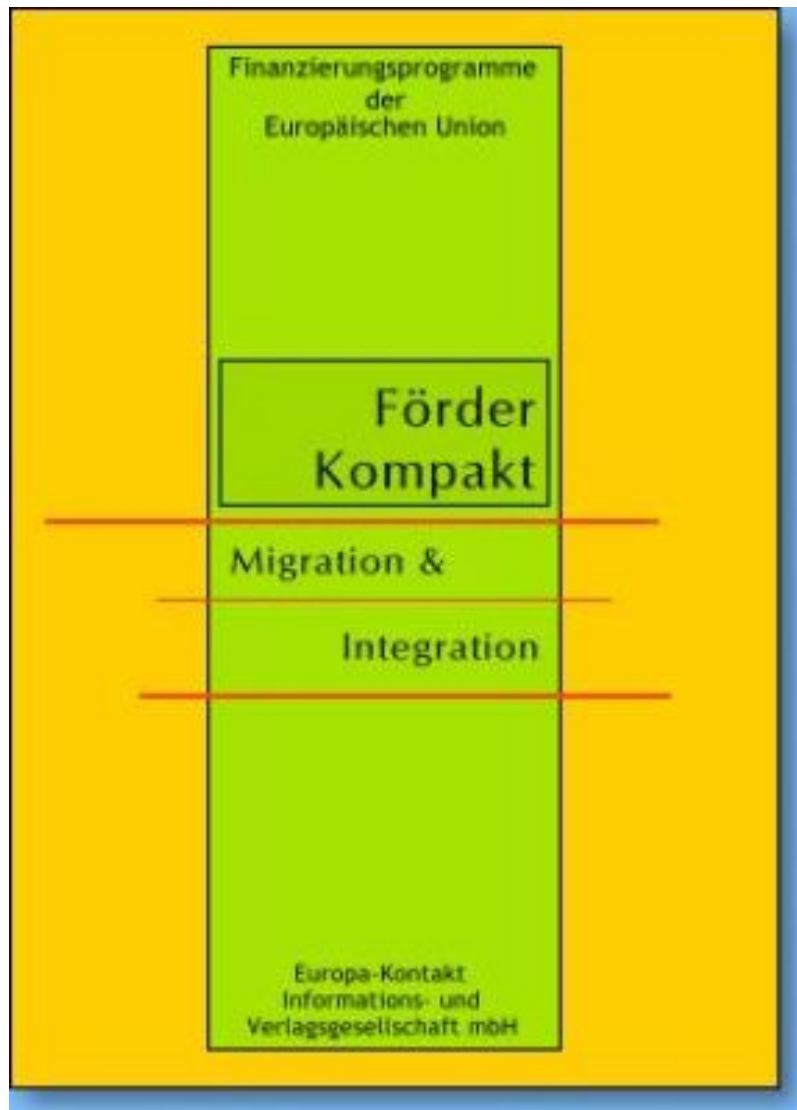 Finanzierungsprogramme
der
Europäischen Union
Förder
Kompakt
Migration &
Integration
Europa-Kontakt
Informations- und
Verlagsgesellschaft mbH